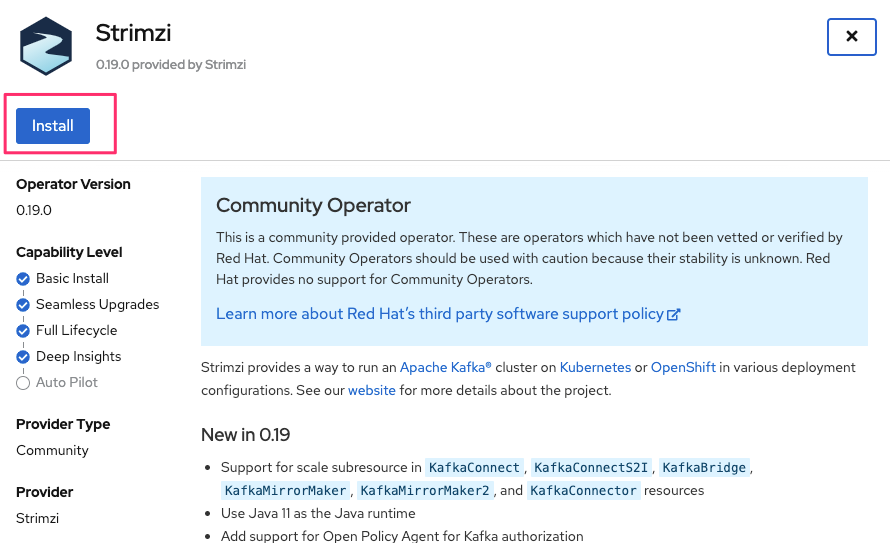 Strimzi
0.19.0 provided by Strimzi
Install
Operator Version
0.19.0
Capability Level
Basic Install
Seamless Upgrades
Full Lifecycle
Deep Insights
Auto Pilot
Provider Type
Community
Provider
Strimzi
Community Operator
This is a community provided operator. These are operators which have not been vetted or verified by
Red Hat. Community Operators should be used with caution because their stability is unknown. Red
Hat provides no support for Community Operators.
Learn more about Red Hat's third party software support policy
Strimzi provides a way to run an Apache Kafka® cluster on Kubernetes or OpenShift in various deployment
configurations. See our website for more details about the project.
New in 0.19
• Support for scale subresource in KafkaConnect, KafkaConnectS2I, KafkaBridge,
KafkaMirrorMaker, KafkaMirrorMaker2, and KafkaConnector resources
• Use Java 11 as the Java runtime
• Add support for Open Policy Agent for Kafka authorization